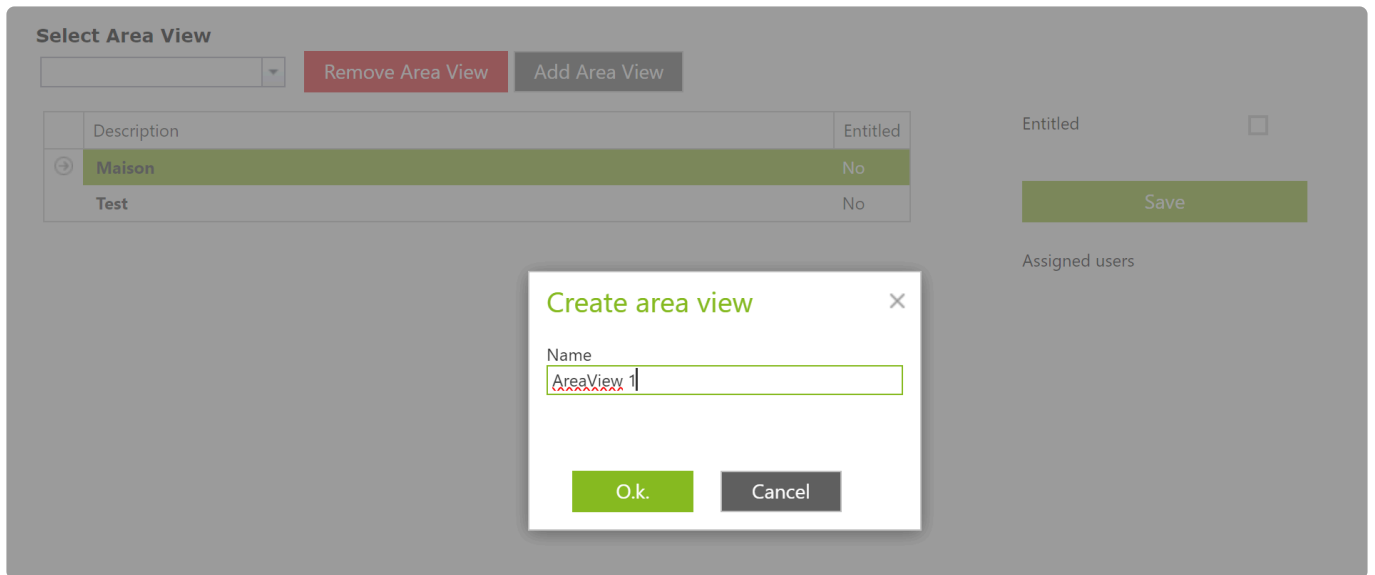 Select Area View
Remove Area View Add Area View
Description Entitled
Entitled
Maison No
Test No
Save
Assigned users
Create area view
Name
AreaView 1
O.k. Cancel